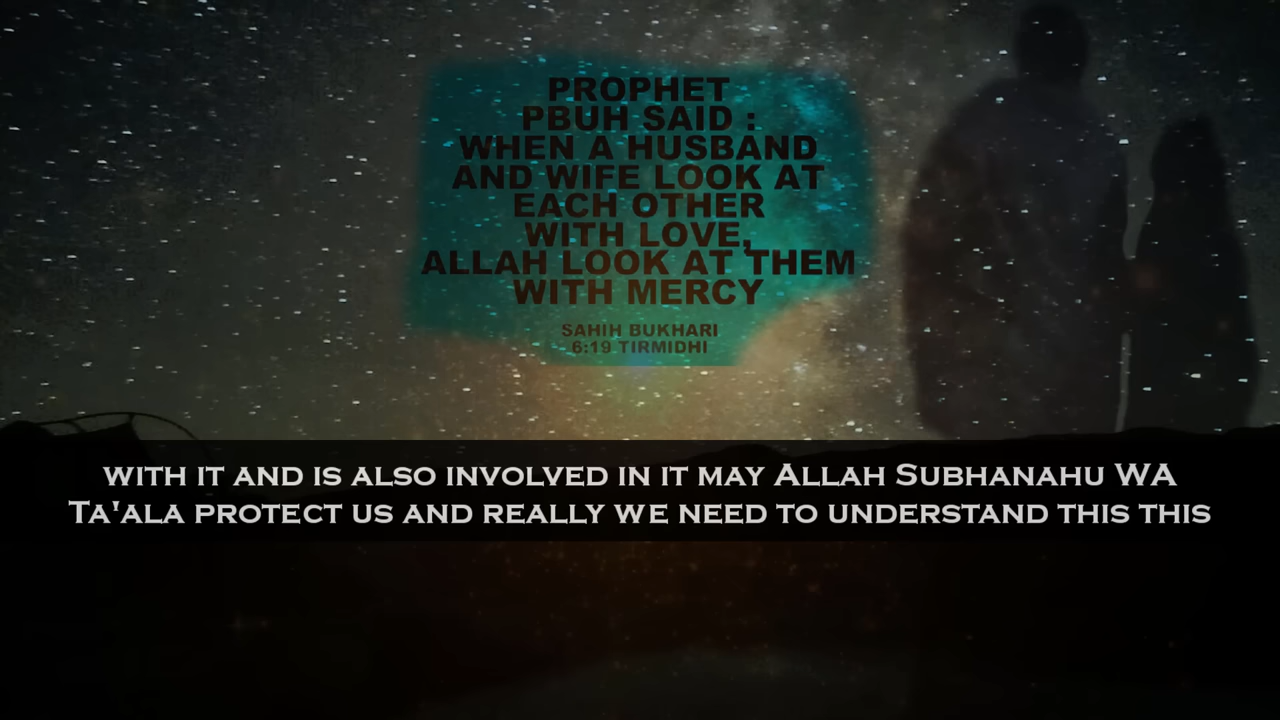 PROPHET
PBUH SAID :
WHEN A HUSBAND
AND WIFE LOOK AT
EACH OTHER
WITH LOVE,
ALLAH LOOK AT THEM
WITH MERCY
SAHIH BUKHARI
6:19 TIRMIDHI
WITH IT AND IS ALSO INVOLVED IN IT MAY ALLAH SUBHANAHU WA
TA'ALA PROTECT US AND REALLY WE NEED TO UNDERSTAND THIS THIS